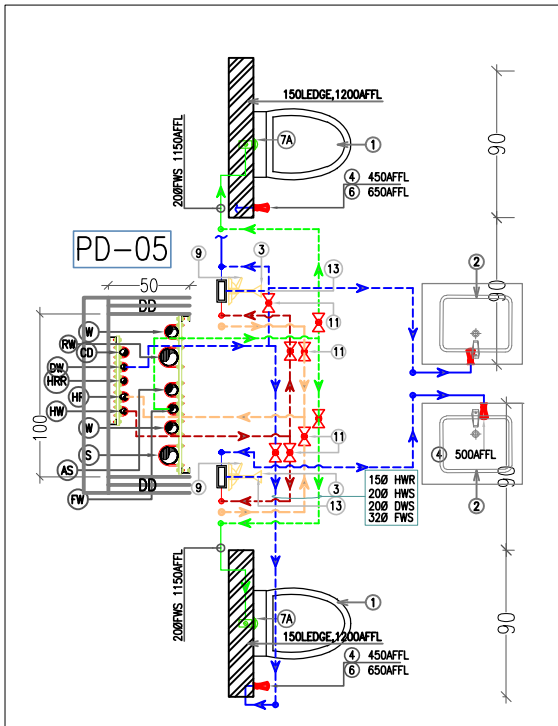 150LEDGE,1200AFFL
200FWS 1150AFFL
7A
1
4 450AFFL
6 650AFFL
90
PD-05
9
3
13
2
50
DD
90
11
W
RW
CD
DW
HRR
HR
HW
W
S
AS
FW
100
11
11
DD
4 500AFFL
90
150 HWR
200 HWS
200 DWS
320 FWS
9
3
13
2
200FWS 1150AFFL
1
7A
150LEDGE,1200AFFL
4 450AFFL
6 650AFFL
90